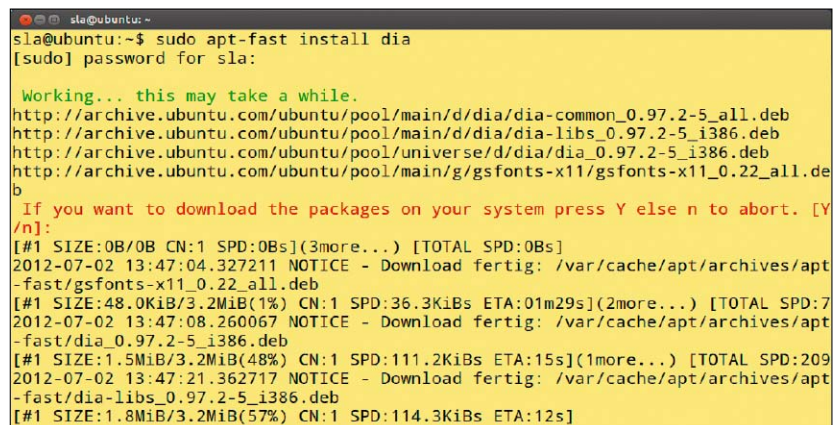 sla@ubuntu: ~
sla@ubuntu:~$ sudo apt-fast install dia
[sudo] password for sla:
Working... this may take a while.
http://archive.ubuntu.com/ubuntu/pool/main/d/dia/dia-common_0.97.2-5_all.deb
http://archive.ubuntu.com/ubuntu/pool/main/d/dia/dia-libs_0.97.2-5_i386.deb
http://archive.ubuntu.com/ubuntu/pool/universe/d/dia/dia_0.97.2-5_i386.deb
http://archive.ubuntu.com/ubuntu/pool/main/g/gsfonts-x11/gsfonts-x11_0.22_all.de
b
If you want to download the packages on your system press Y else n to abort. [Y
/n]:
[#1 SIZE:0B/0B CN:1 SPD:0Bs](3more...) [TOTAL SPD:0Bs]
2012-07-02 13:47:04.327211 NOTICE - Download fertig: /var/cache/apt/archives/apt
-fast/gsfonts-x11_0.22_all.deb
[#1 SIZE:48.0KiB/3.2MiB(1%) CN:1 SPD:36.3KiBs ETA:01m29s](2more...) [TOTAL SPD:7
2012-07-02 13:47:08.260067 NOTICE - Download fertig: /var/cache/apt/archives/apt
-fast/dia_0.97.2-5_i386.deb
[#1 SIZE:1.5MiB/3.2MiB(48%) CN:1 SPD:111.2KiBs ETA:15s](1more...) [TOTAL SPD:209
2012-07-02 13:47:21.362717 NOTICE - Download fertig: /var/cache/apt/archives/apt
-fast/dia-libs_0.97.2-5_i386.deb
[#1 SIZE:1.8MiB/3.2MiB(57%) CN:1 SPD:114.3KiBs ETA:12s]